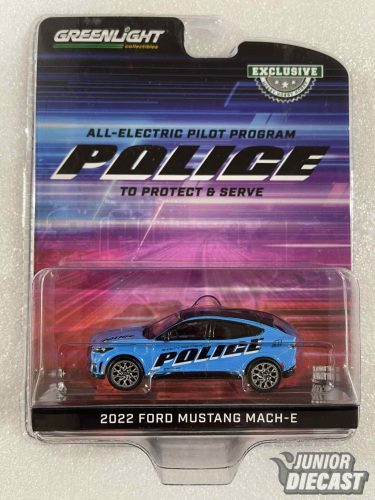 GREENLIGHT
collectibles
EXCLUSIVE
ALL-ELECTRIC PILOT PROGRAM
POLICE
TO PROTECT & SERVE
POLICE
2022 FORD MUSTANG MACH-E
JUNIOR
DIECAST